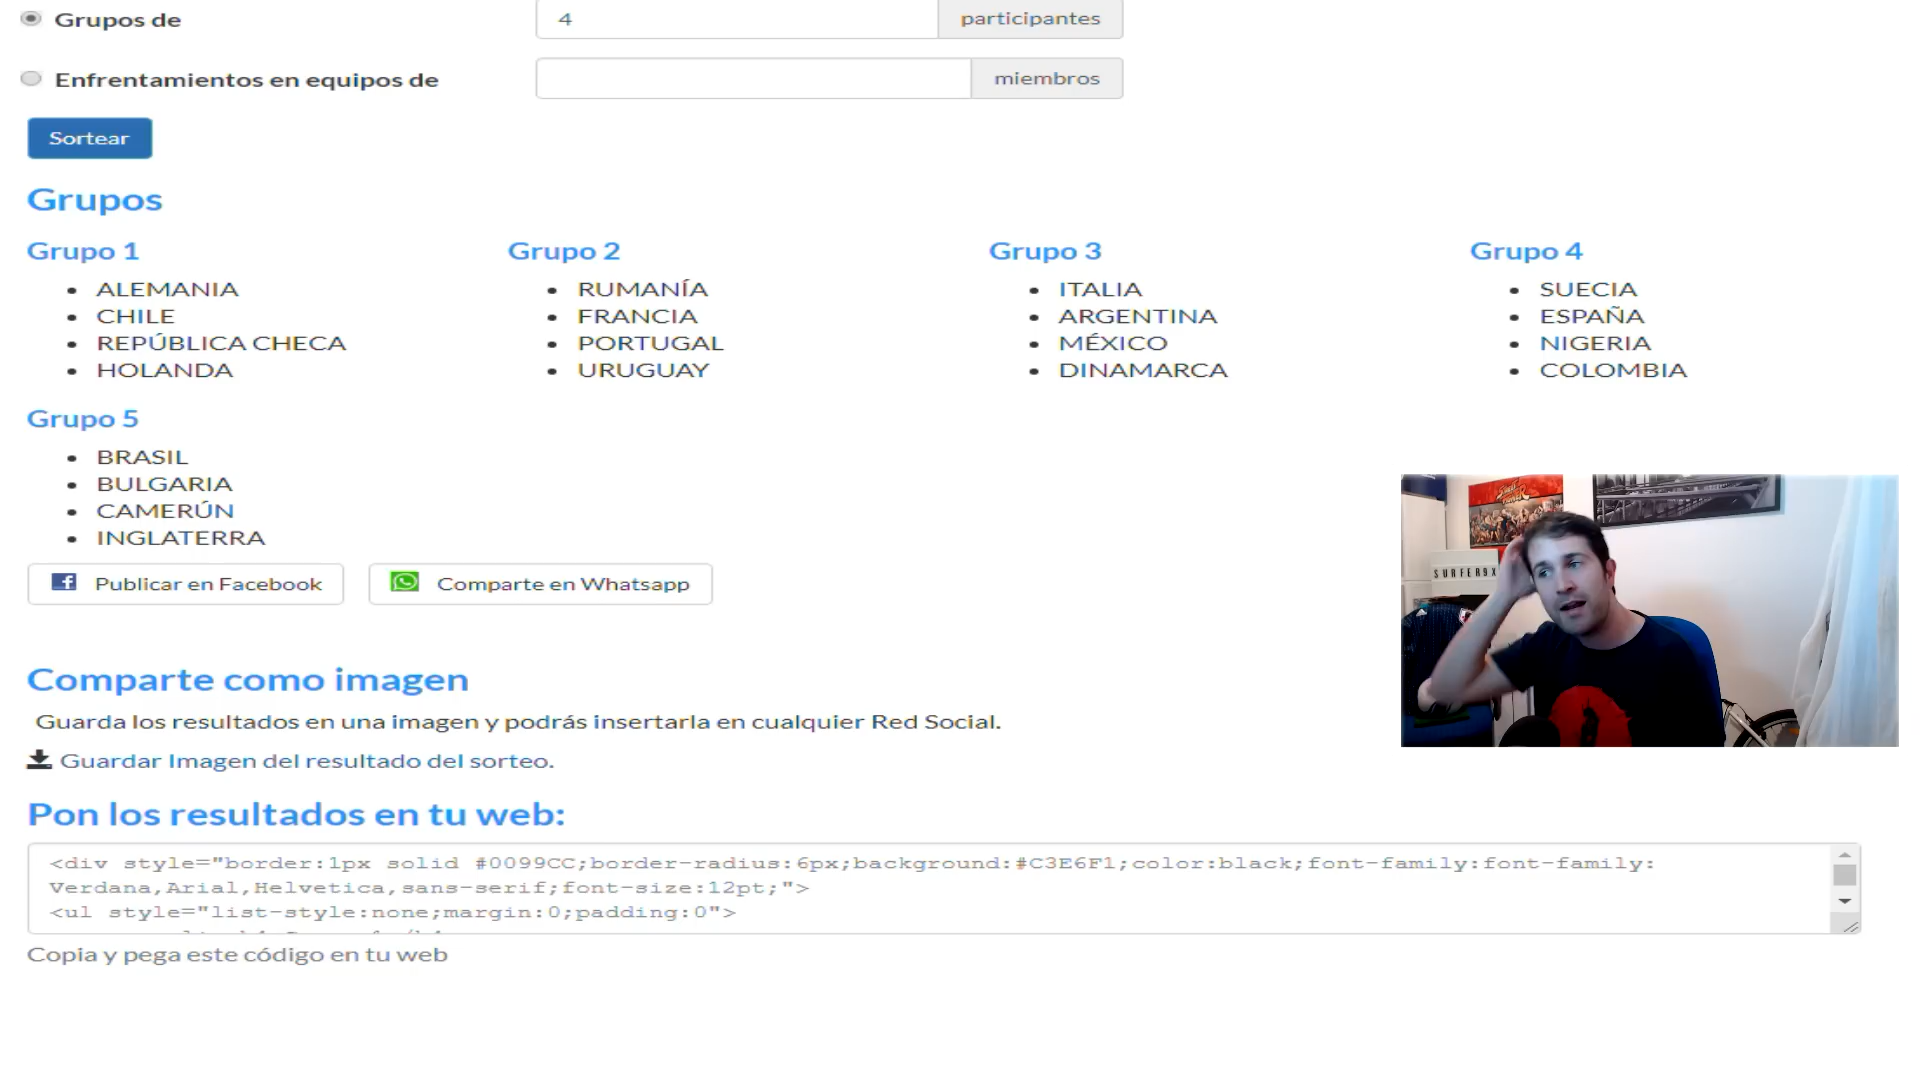 Grupos de
4
participantes
Enfrentamientos en equipos de
miembros
Sortear
Grupos
Grupo 1
ALEMANIA
CHILE
REPÚBLICA CHECA
HOLANDA
Grupo 2
RUMANÍA
FRANCIA
PORTUGAL
URUGUAY
Grupo 3
ITALIA
ARGENTINA
MÉXICO
DINAMARCA
Grupo 4
SUECIA
ESPAÑA
NIGERIA
COLOMBIA
Grupo 5
BRASIL
BULGARIA
CAMERÚN
INGLATERRA
Publicar en Facebook
Comparte en Whatsapp
SURFER9X
Comparte como imagen
Guarda los resultados en una imagen y podrás insertarla en cualquier Red Social.
Guardar Imagen del resultado del sorteo.
Pon los resultados en tu web:
<div style="border:1px solid #0099CC;border-radius:6px;background:#C3E6F1;color:black;font-family:font-family:
Verdana,Arial,Helvetica,sans-serif;font-size:12pt;">
<ul style="list-style:none;margin:0;padding:0">
Copia y pega este código en tu web